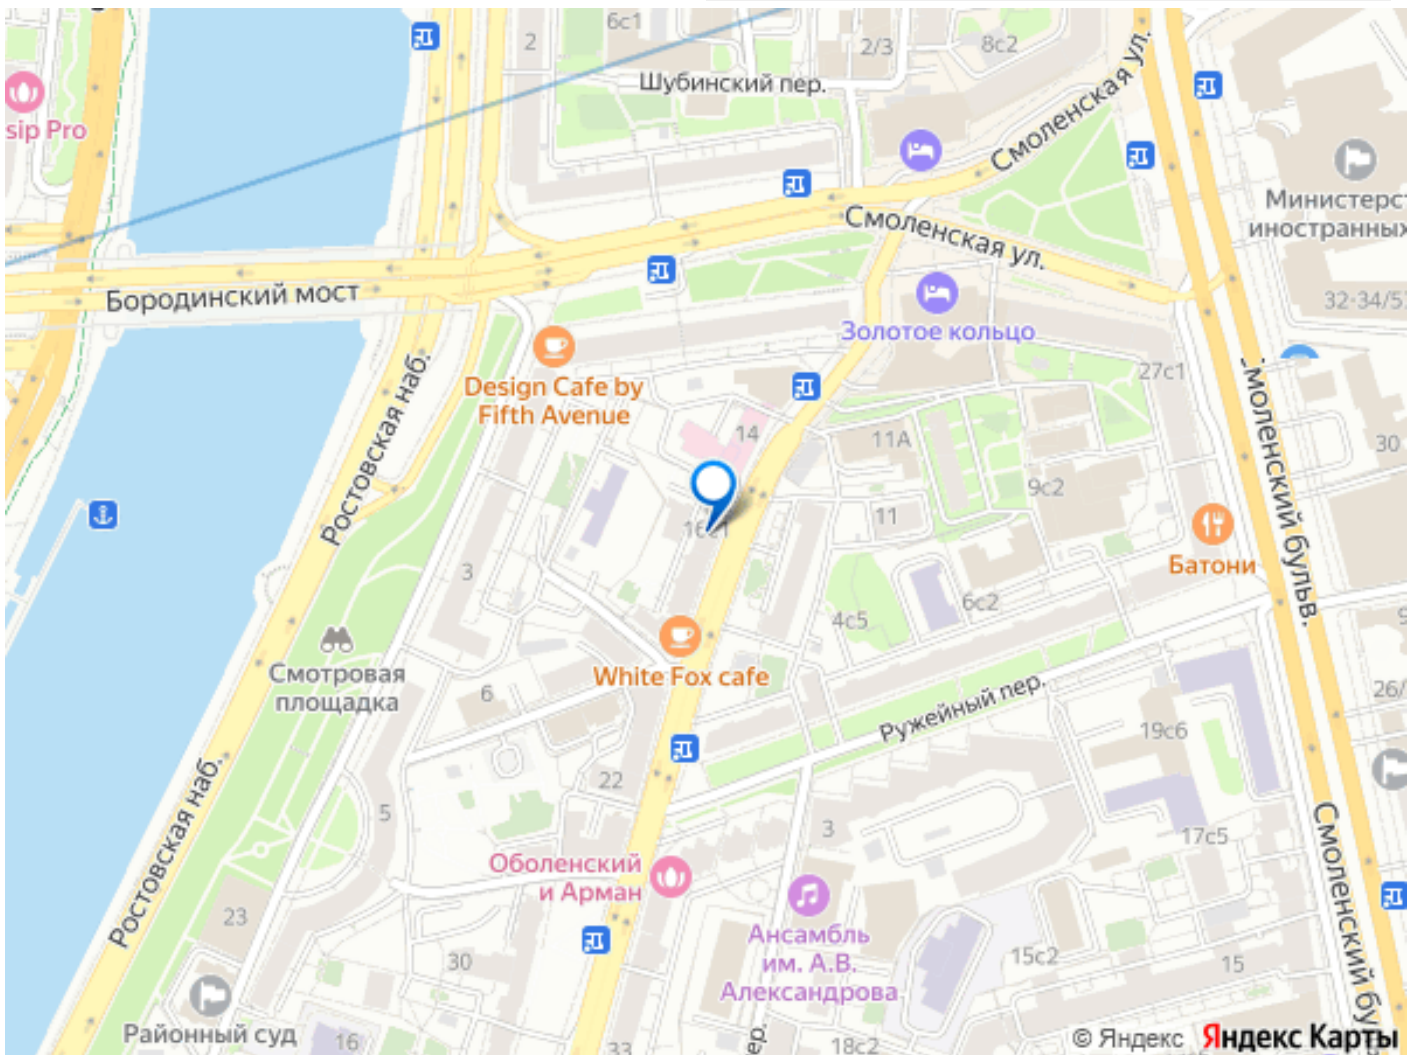 6с1
2
2/3
8с2
Шубинский пер.
Смоленская ул.
sip Pro
Министерс
иностранных
Смоленская ул.
Бородинский мост
32-34/5
Золотое кольцо
Design Cafe by
Fifth Avenue
27с1
Ростовская наб.
14
11А
30
9с2
16с1
11
Батони
Смоленский бульв.
3
6с2
4с5
White Fox cafe
Смотровая
площадка
6
Ружейный пер.
26/
19с6
22
5
3
17с5
Ростовская наб.
Оболенский
и Арман
Смоленский бу
23
Ансамбль
им. А.В.
Александрова
30
15с2
15
Районный суд
16
33
ер
18с2
© Яндекс Яндекс Карты